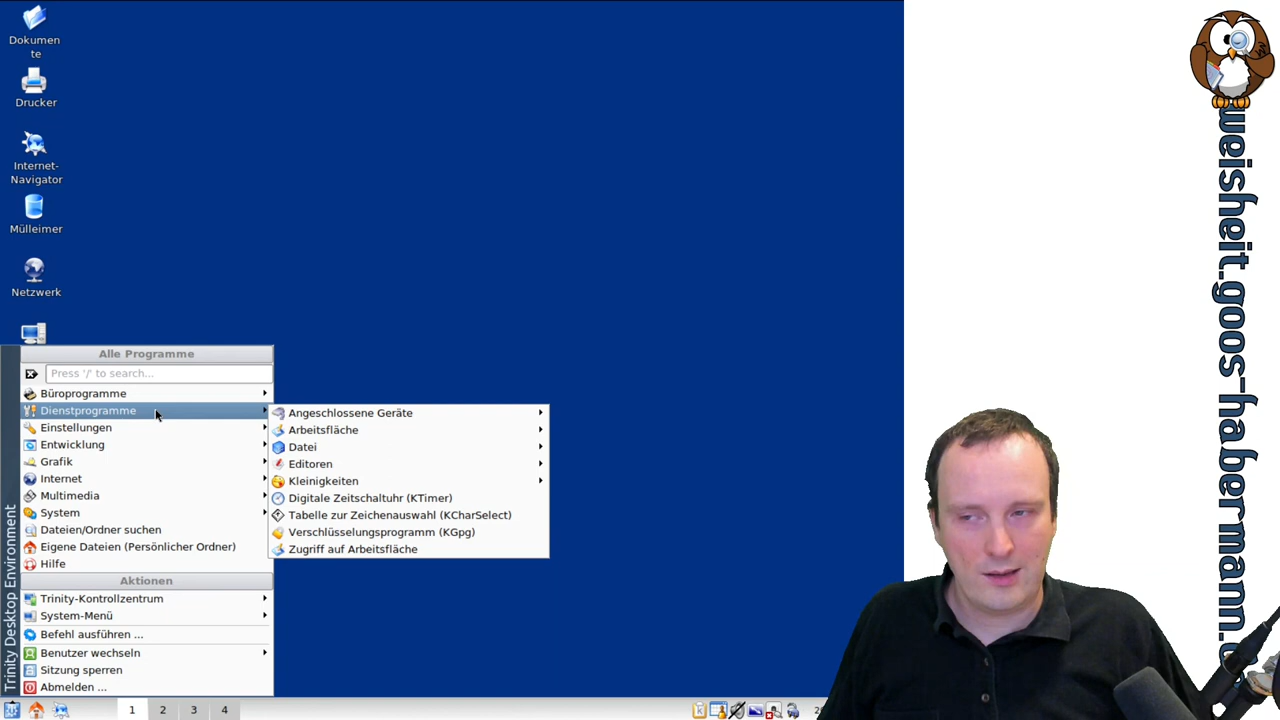 Dokumen
te
Drucker
Internet-
Navigator
Mülleimer
Netzwerk
Alle Programme
Press '/' to search...
Büroprogramme
Dienstprogramme
Einstellungen
Entwicklung
Grafik
Internet
Multimedia
System
Dateien/Ordner suchen
Eigene Dateien (Persönlicher Ordner)
Hilfe
Aktionen
Trinity-Kontrollzentrum
System-Menü
Befehl ausführen ...
Benutzer wechseln
Sitzung sperren
Abmelden ...
Trinity Desktop Environment
Angeschlossene Geräte
Arbeitsfläche
Datei
Editoren
Kleinigkeiten
Digitale Zeitschaltuhr (KTimer)
Tabelle zur Zeichenauswahl (KCharSelect)
Verschlüsselungsprogramm (KGpg)
Zugriff auf Arbeitsfläche
1 2 3 4
weisheit.goos-habermann.